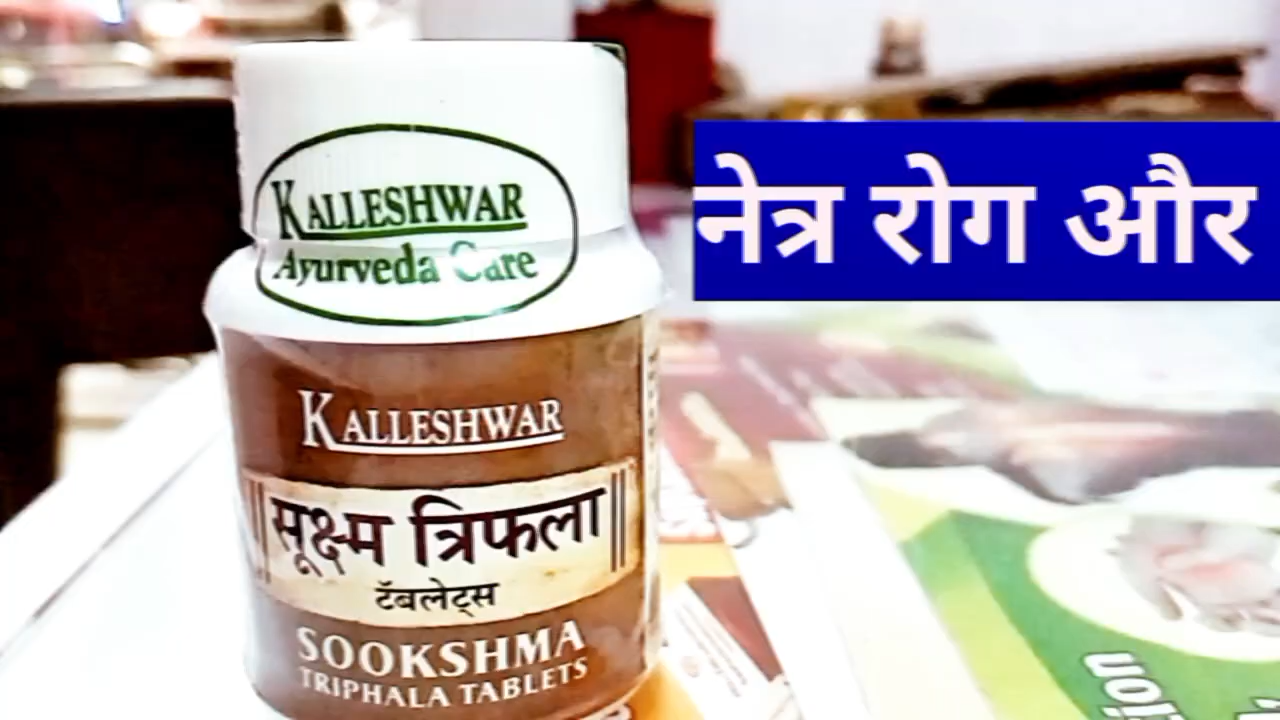 KALLESHWAR
Ayurveda Care
नेत्र रोग और
KALLESHWAR
सूक्ष्म त्रिफला
टॅबलेट्स
SOOKSHMA
TRIPHALA TABLETS